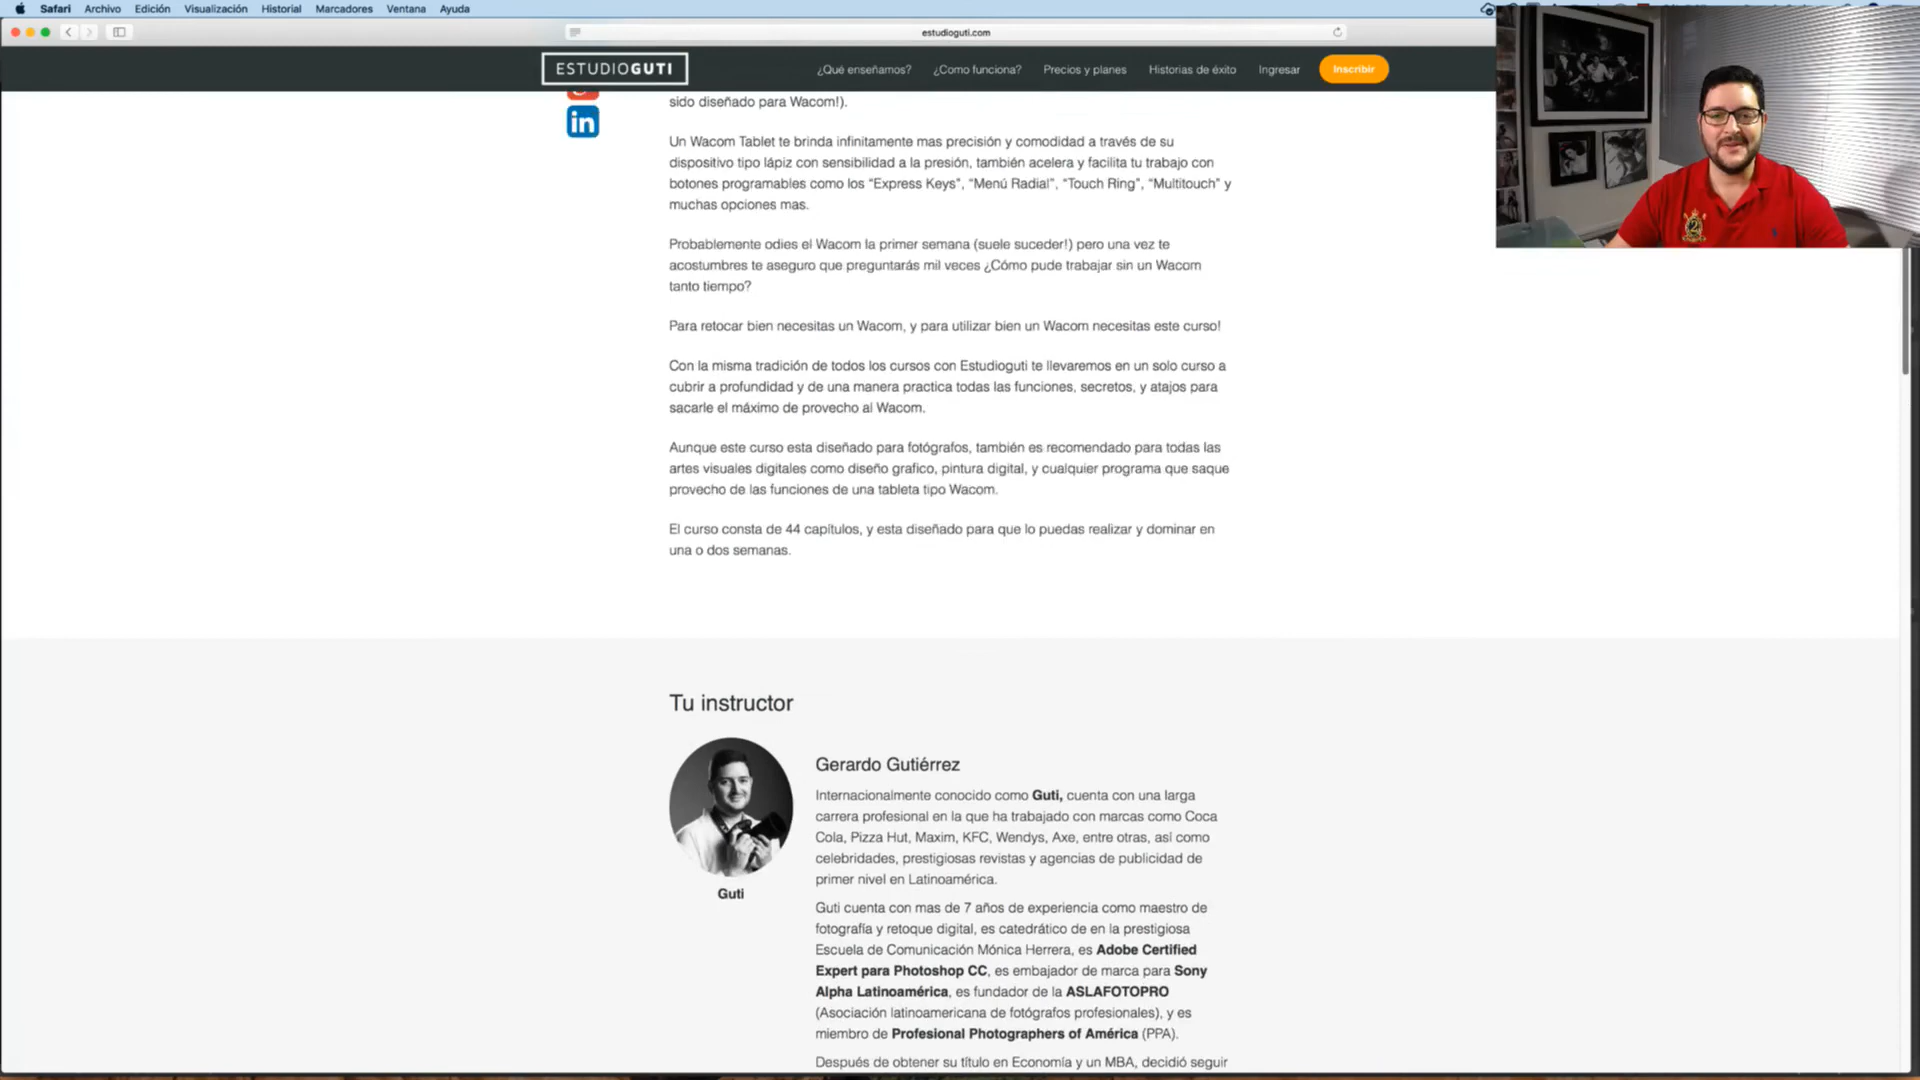 Safari Archivo Edición Visualización Historial Marcadores Ventana Ayuda
estudioguti.com
ESTUDIOGUTI ¿Qué enseñamos? ¿Como funciona? Precios y planes Historias de éxito Ingresar Inscribir
in
sido diseñado para Wacom!).
Un Wacom Tablet te brinda infinitamente mas precisión y comodidad a través de su
dispositivo tipo lápiz con sensibilidad a la presión, también acelera y facilita tu trabajo con
botones programables como los “Express Keys”, “Menú Radial”, “Touch Ring”, “Multitouch” y
muchas opciones mas.
Probablemente odies el Wacom la primer semana (suele suceder!) pero una vez te
acostumbres te aseguro que preguntarás mil veces ¿Cómo pude trabajar sin un Wacom
tanto tiempo?
Para retocar bien necesitas un Wacom, y para utilizar bien un Wacom necesitas este curso!
Con la misma tradición de todos los cursos con Estudioguti te llevaremos en un solo curso a
cubrir a profundidad y de una manera practica todas las funciones, secretos, y atajos para
sacarle el máximo de provecho al Wacom.
Aunque este curso esta diseñado para fotógrafos, también es recomendado para todas las
artes visuales digitales como diseño grafico, pintura digital, y cualquier programa que saque
provecho de las funciones de una tableta tipo Wacom.
El curso consta de 44 capítulos, y esta diseñado para que lo puedas realizar y dominar en
una o dos semanas.
Tu instructor
Guti
Gerardo Gutiérrez
Internacionalmente conocido como Guti, cuenta con una larga
carrera profesional en la que ha trabajado con marcas como Coca
Cola, Pizza Hut, Maxim, KFC, Wendys, Axe, entre otras, así como
celebridades, prestigiosas revistas y agencias de publicidad de
primer nivel en Latinoamérica.
Guti cuenta con mas de 7 años de experiencia como maestro de
fotografía y retoque digital, es catedrático de en la prestigiosa
Escuela de Comunicación Mónica Herrera, es Adobe Certified
Expert para Photoshop CC, es embajador de marca para Sony
Alpha Latinoamérica, es fundador de la ASLAFOTOPRO
(Asociación latinoamericana de fotógrafos profesionales), y es
miembro de Profesional Photographers of América (PPA).
Después de obtener su título en Economía y un MBA, decidió seguir